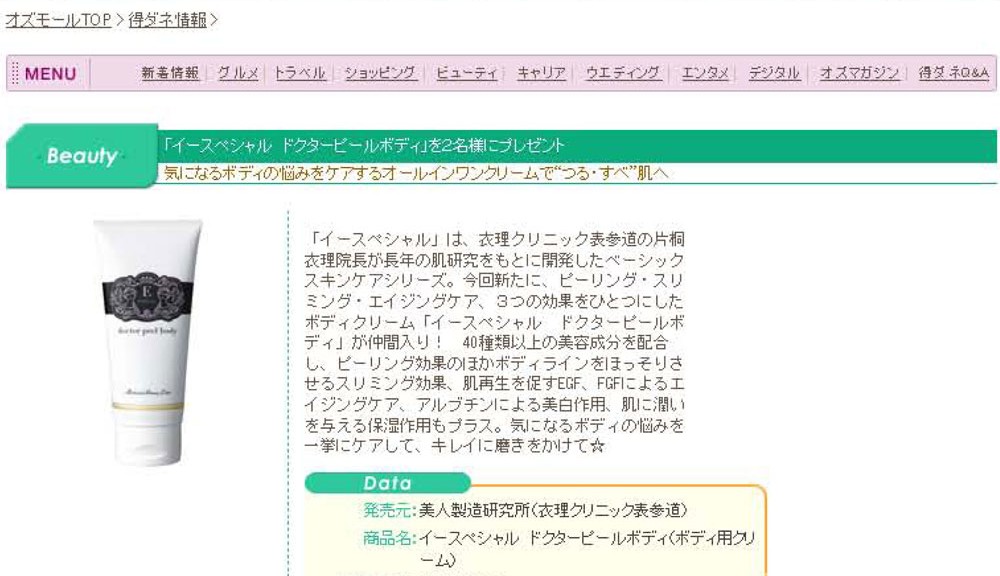 オズモールTOP > 得ダネ情報 >
MENU 新着情報 グルメ トラベル ショッピング ビューティ キャリア ウエディング エンタメ デジタル オズマガジン 得ダネQ&A
Beauty
「イースペシャル ドクターピールボディ」を2名様にプレゼント
気になるボディの悩みをケアするオールインワンクリームで“つる・すべ”肌へ
E
doctor peel body
「イースペシャル」は、衣理クリニック表参道の片桐
衣理院長が長年の肌研究をもとに開発したベーシック
スキンケアシリーズ。今回新たに、ピーリング・スリ
ミング・エイジングケア、3つの効果をひとつにした
ボディクリーム「イースペシャル　ドクターピールボ
ディ」が仲間入り！　40種類以上の美容成分を配合
し、ピーリング効果のほかボディラインをほっそりさ
せるスリミング効果、肌再生を促すEGF、FGFによるエ
イジングケア、アルブチンによる美白作用、肌に潤い
を与える保湿作用もプラス。気になるボディの悩みを
一挙にケアして、キレイに磨きをかけて☆
Data
発売元：美人製造研究所（衣理クリニック表参道）
商品名：イースペシャル ドクターピールボディ（ボディ用クリ
ーム）